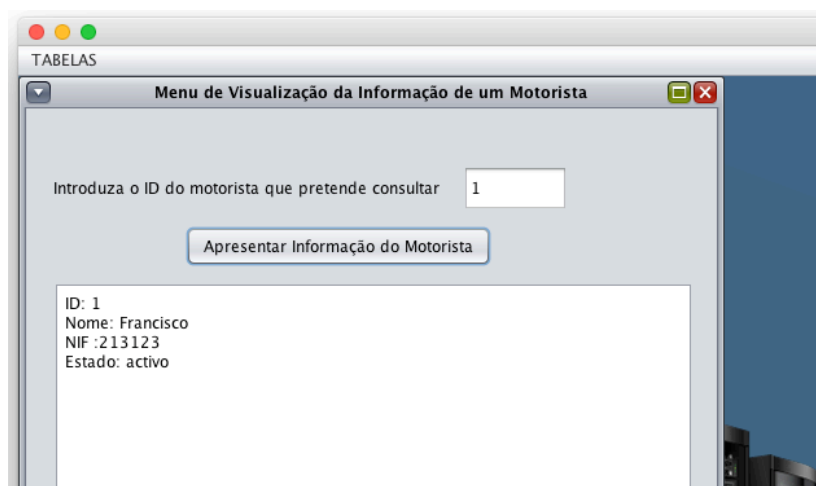 TABELAS
Menu de Visualização da Informação de um Motorista
Introduza o ID do motorista que pretende consultar 1
Apresentar Informação do Motorista
ID: 1
Nome: Francisco
NIF :213123
Estado: activo